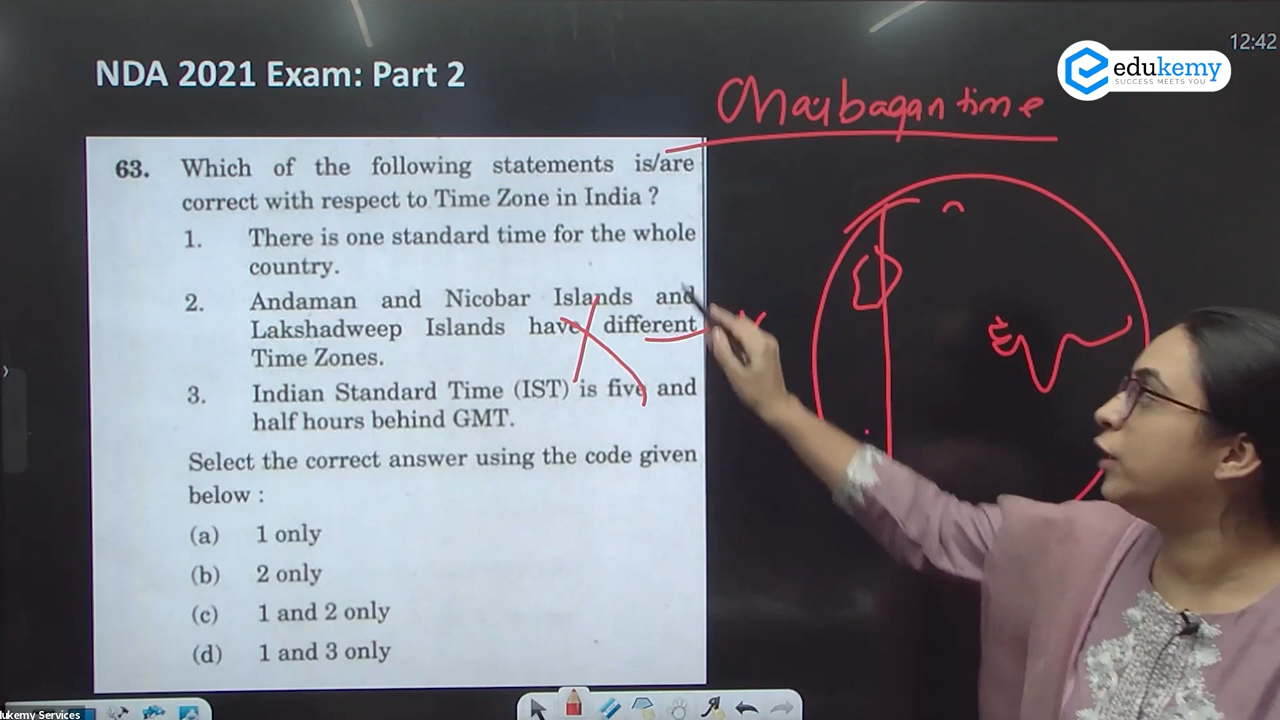 12:42
edukemy
SUCCESS MEETS YOU
NDA 2021 Exam: Part 2
Chaibagan time
63. Which of the following statements is/are
correct with respect to Time Zone in India ?
1. There is one standard time for the whole
country.
2. Andaman and Nicobar Islands and
Lakshadweep Islands have different
Time Zones.
3. Indian Standard Time (IST) is five and
half hours behind GMT.
Select the correct answer using the code given
below :
(a) 1 only
(b) 2 only
(c) 1 and 2 only
(d) 1 and 3 only
dukemy Services